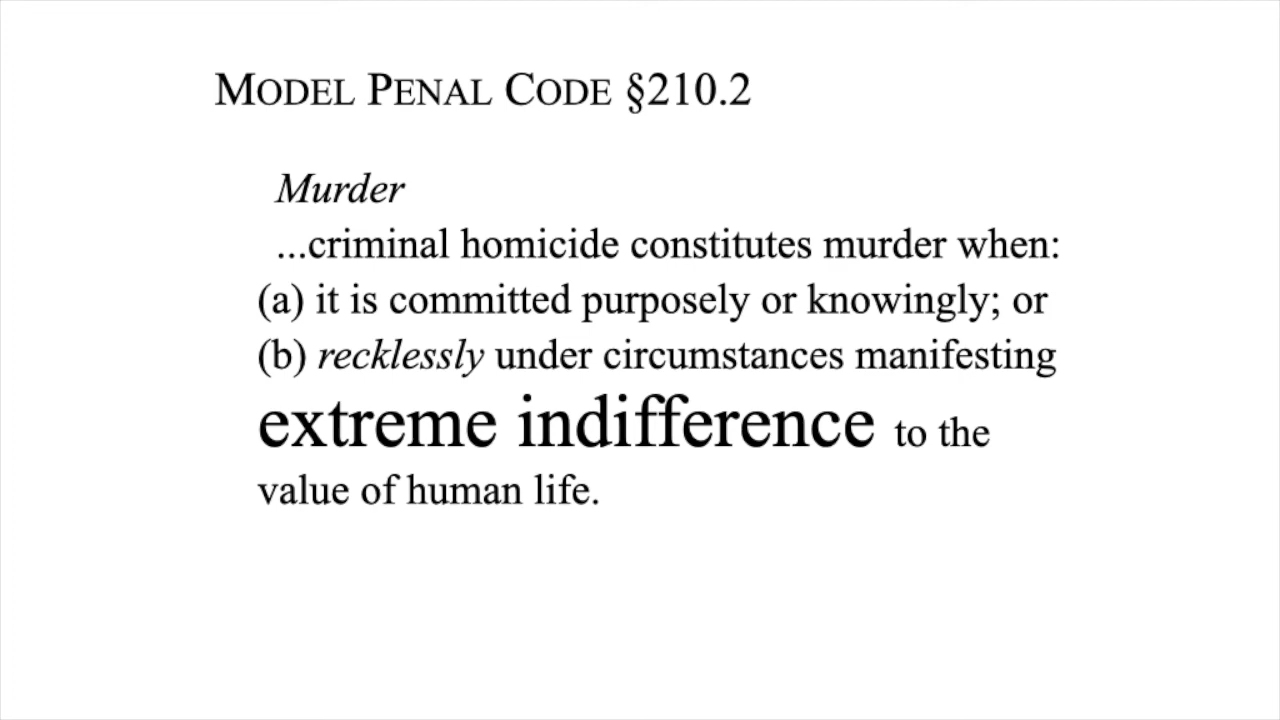 MODEL PENAL CODE §210.2
Murder
...criminal homicide constitutes murder when:
(a) it is committed purposely or knowingly; or
(b) recklessly under circumstances manifesting
extreme indifference to the
value of human life.